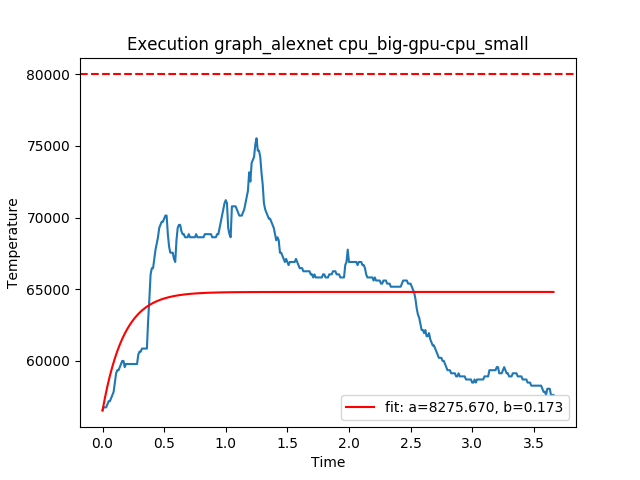 Execution graph_alexnet cpu_big-gpu-cpu_small
80000
75000
70000
65000
60000
Temperature
fit: a=8275.670, b=0.173
0.0 0.5 1.0 1.5 2.0 2.5 3.0 3.5
Time